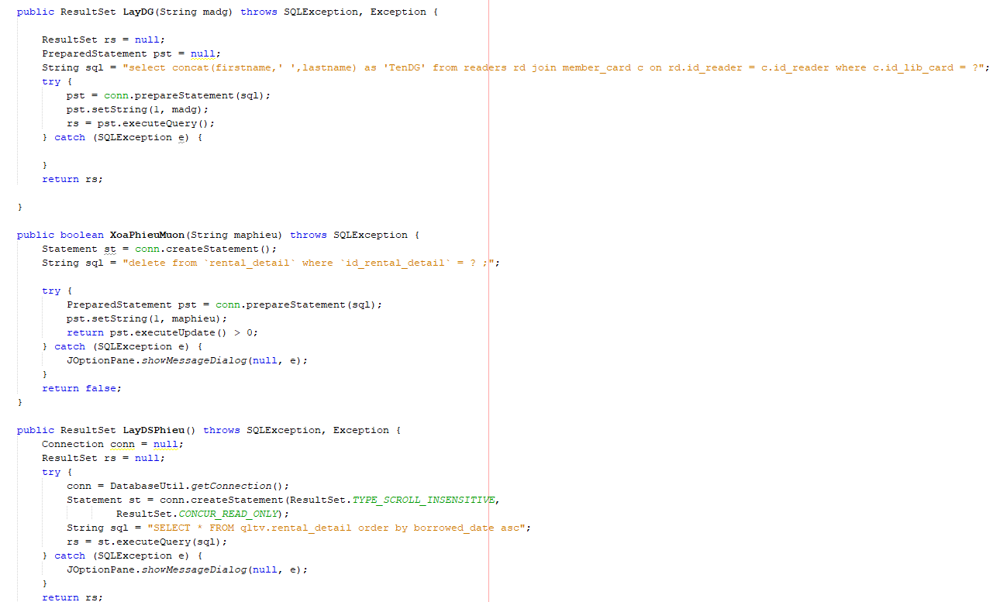 public ResultSet LayDG(String madg) throws SQLException, Exception {
ResultSet rs = null;
PreparedStatement pst = null;
String sql = "select concat(firstname,' ',lastname) as 'TenDG' from readers rd join member_card c on rd.id_reader = c.id_reader where c.id_lib_card = ?";
try {
pst = conn.prepareStatement(sql);
pst.setString(1, madg);
rs = pst.executeQuery();
} catch (SQLException e) {
}
return rs;
}
public boolean XoaPhieuMuon(String maphieu) throws SQLException {
Statement st = conn.createStatement();
String sql = "delete from `rental_detail` where `id_rental_detail` = ? ;";
try {
PreparedStatement pst = conn.prepareStatement(sql);
pst.setString(1, maphieu);
return pst.executeUpdate() > 0;
} catch (SQLException e) {
JOptionPane.showMessageDialog(null, e);
}
return false;
}
public ResultSet LayDSPhieu() throws SQLException, Exception {
Connection conn = null;
ResultSet rs = null;
try {
conn = DatabaseUtil.getConnection();
Statement st = conn.createStatement(ResultSet.TYPE_SCROLL_INSENSITIVE,
ResultSet.CONCUR_READ_ONLY);
String sql = "SELECT * FROM qltv.rental_detail order by borrowed_date asc";
rs = st.executeQuery(sql);
} catch (SQLException e) {
JOptionPane.showMessageDialog(null, e);
}
return rs;